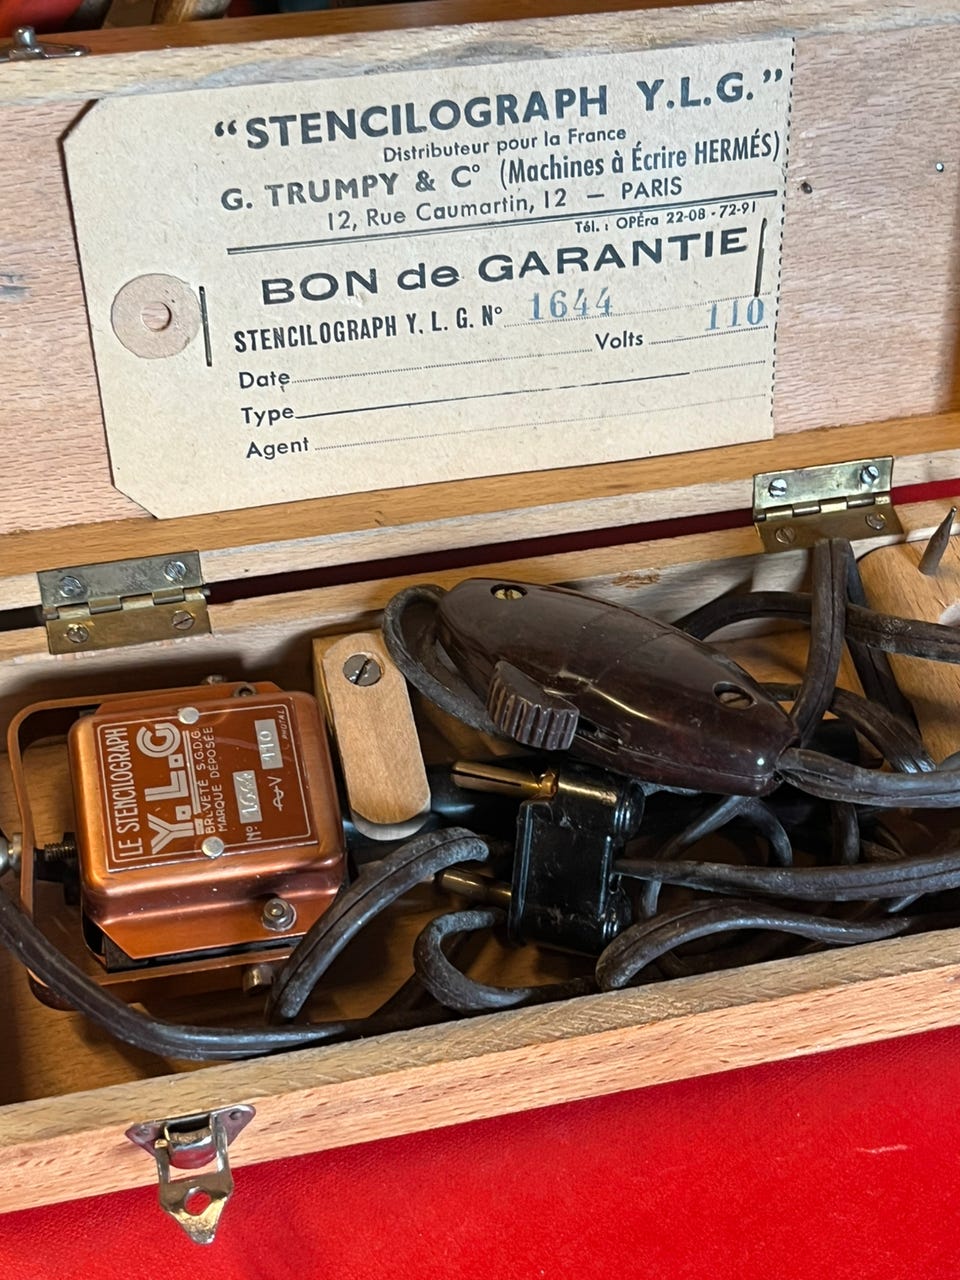 “STENCILOGRAPH Y.L.G.”
Distributeur pour la France
G. TRUMPY & C° (Machines à Écrire HERMÉS)
12, Rue Caumartin, 12 — PARIS
Tél. : OPÉra 22-08 - 72-91
BON de GARANTIE
STENCILOGRAPH Y. L. G. N° 1644
Volts 110
Date
Type
Agent
LE STENCILOGRAPH
Y.L.G
BREVETÉ S.G.D.G.
MARQUE DÉPOSÉE
N° 1644 V 110